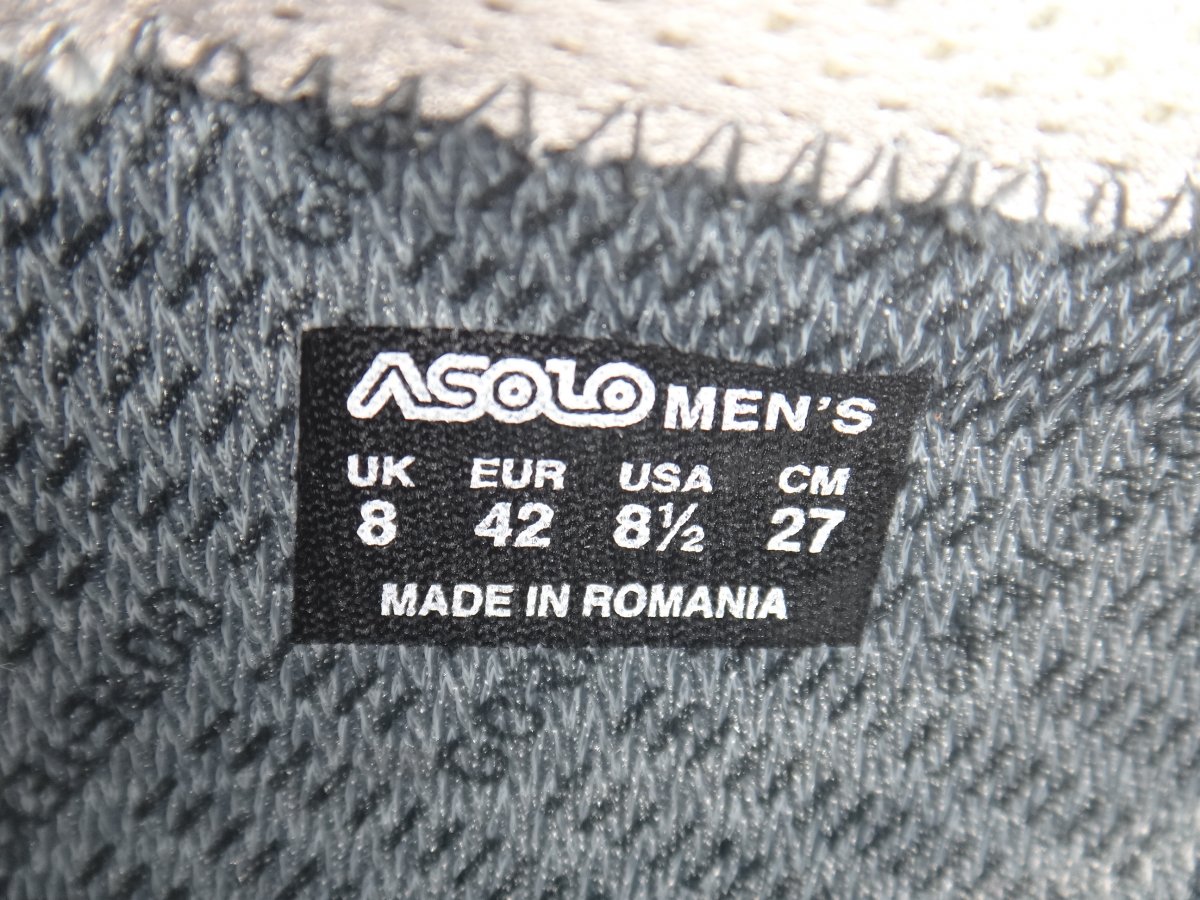 ASOLO MEN'S
UK EUR USA CM
8 42 8½ 27
MADE IN ROMANIA